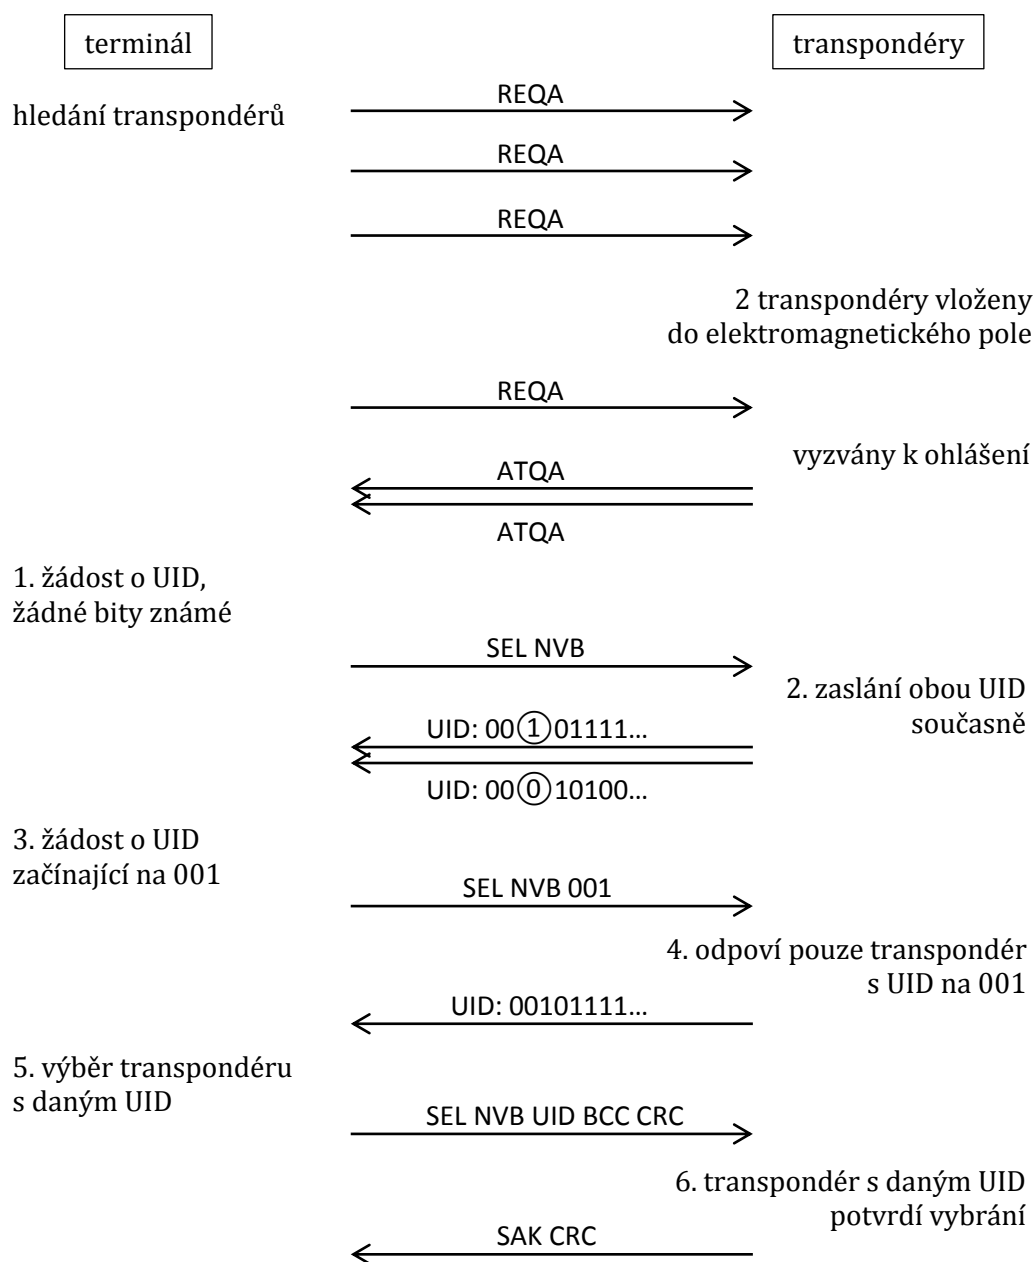 terminál
transpondéry
hledání transpondérů
REQA
REQA
REQA
2 transpondéry vloženy
do elektromagnetického pole
REQA
vyzvány k ohlášení
ATQA
ATQA
1. žádost o UID,
žádné bity známé
SEL NVB
2. zaslání obou UID
současně
UID: 00101111...
UID: 00010100...
3. žádost o UID
začínající na 001
SEL NVB 001
4. odpoví pouze transpondér
s UID na 001
UID: 00101111...
5. výběr transpondéru
s daným UID
SEL NVB UID BCC CRC
6. transpondér s daným UID
potvrdí vybrání
SAK CRC